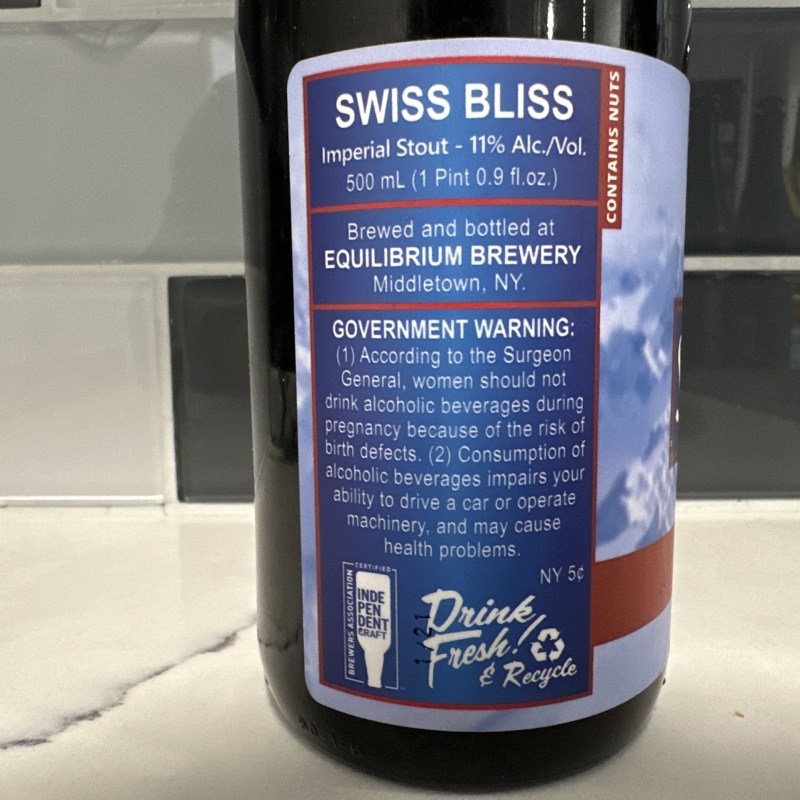 SWISS BLISS
Imperial Stout - 11% Alc./Vol.
500 mL (1 Pint 0.9 fl.oz.)
CONTAINS NUTS
Brewed and bottled at
EQUILIBRIUM BREWERY
Middletown, NY.
GOVERNMENT WARNING:
(1) According to the Surgeon
General, women should not
drink alcoholic beverages during
pregnancy because of the risk of
birth defects. (2) Consumption of
alcoholic beverages impairs your
ability to drive a car or operate
machinery, and may cause
health problems.
NY 5¢
CERTIFIED
BREWERS ASSOCIATION
INDE
PEN
DENT
CRAFT
Drink
Fresh!
& Recycle